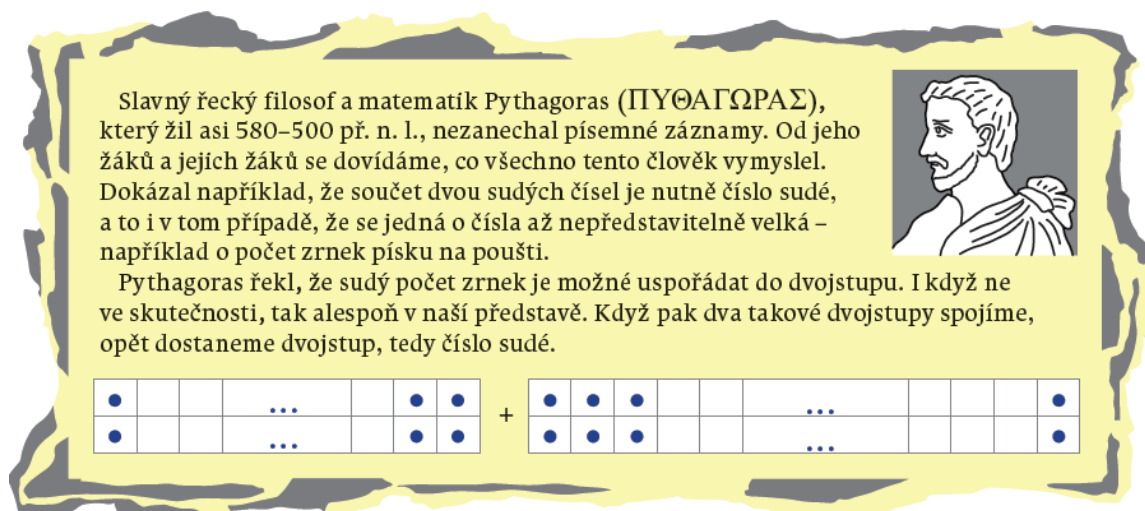 Slavný řecký filosof a matematik Pythagoras (ΠΥΘΑΓΩΡΑΣ),
který žil asi 580–500 př. n. l., nezanechal písemné záznamy. Od jeho
žáků a jejich žáků se dovídáme, co všechno tento člověk vymyslel.
Dokázal například, že součet dvou sudých čísel je nutně číslo sudé,
a to i v tom případě, že se jedná o čísla až nepředstavitelně velká –
například o počet zrnek písku na poušti.
Pythagoras řekl, že sudý počet zrnek je možné uspořádat do dvojstupu. I když ne
ve skutečnosti, tak alespoň v naší představě. Když pak dva takové dvojstupy spojíme,
opět dostaneme dvojstup, tedy číslo sudé.
... + ...
... ...